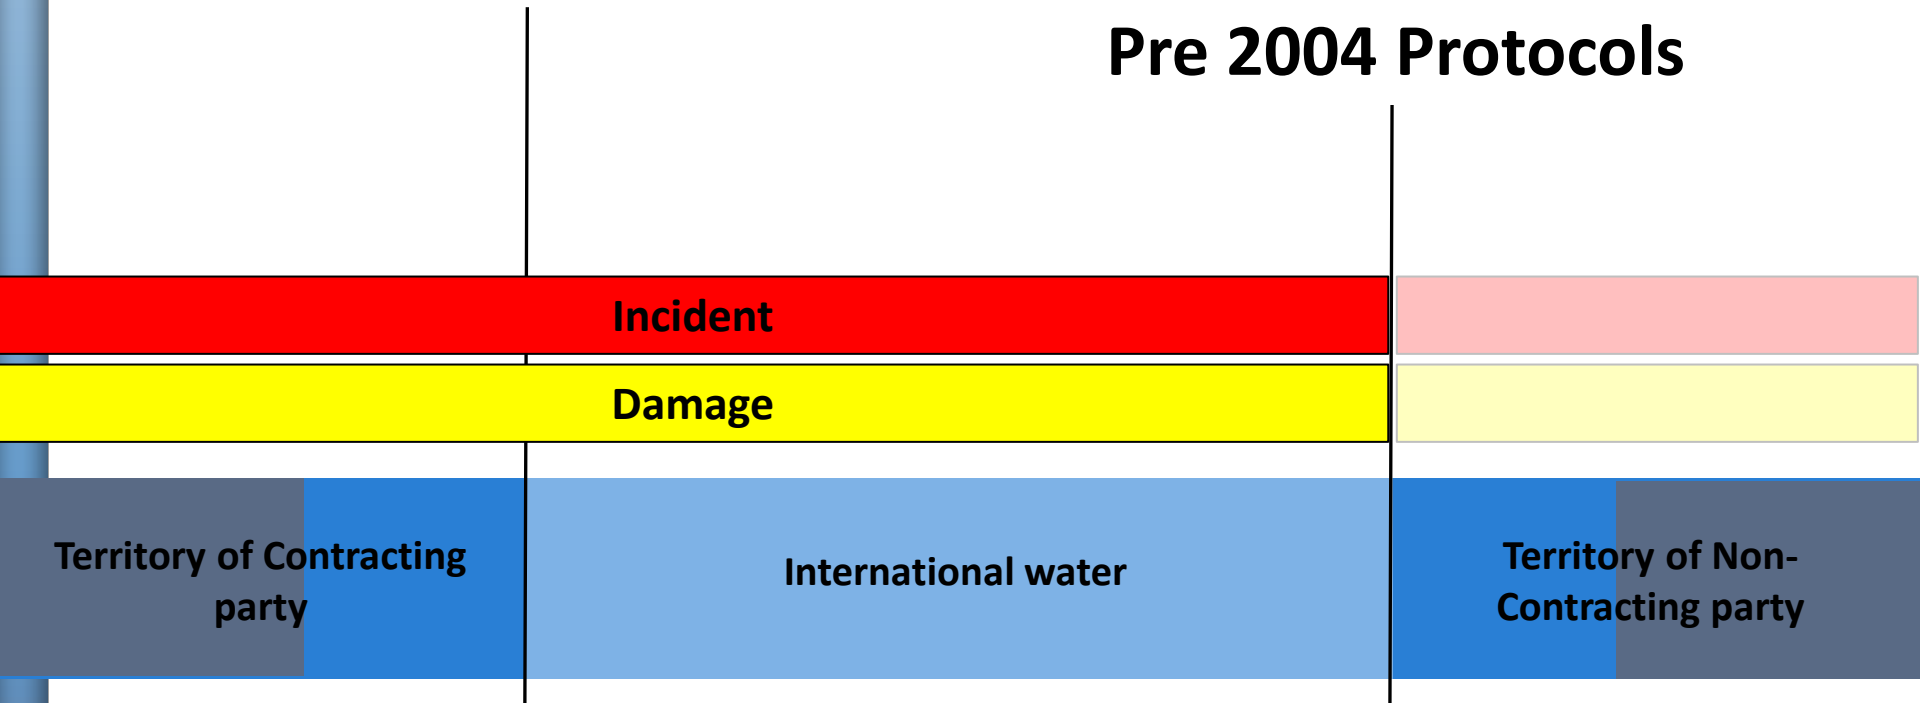 Pre 2004 Protocols
Incident
Damage
Territory of Contracting
party
International water
Territory of Non-
Contracting party